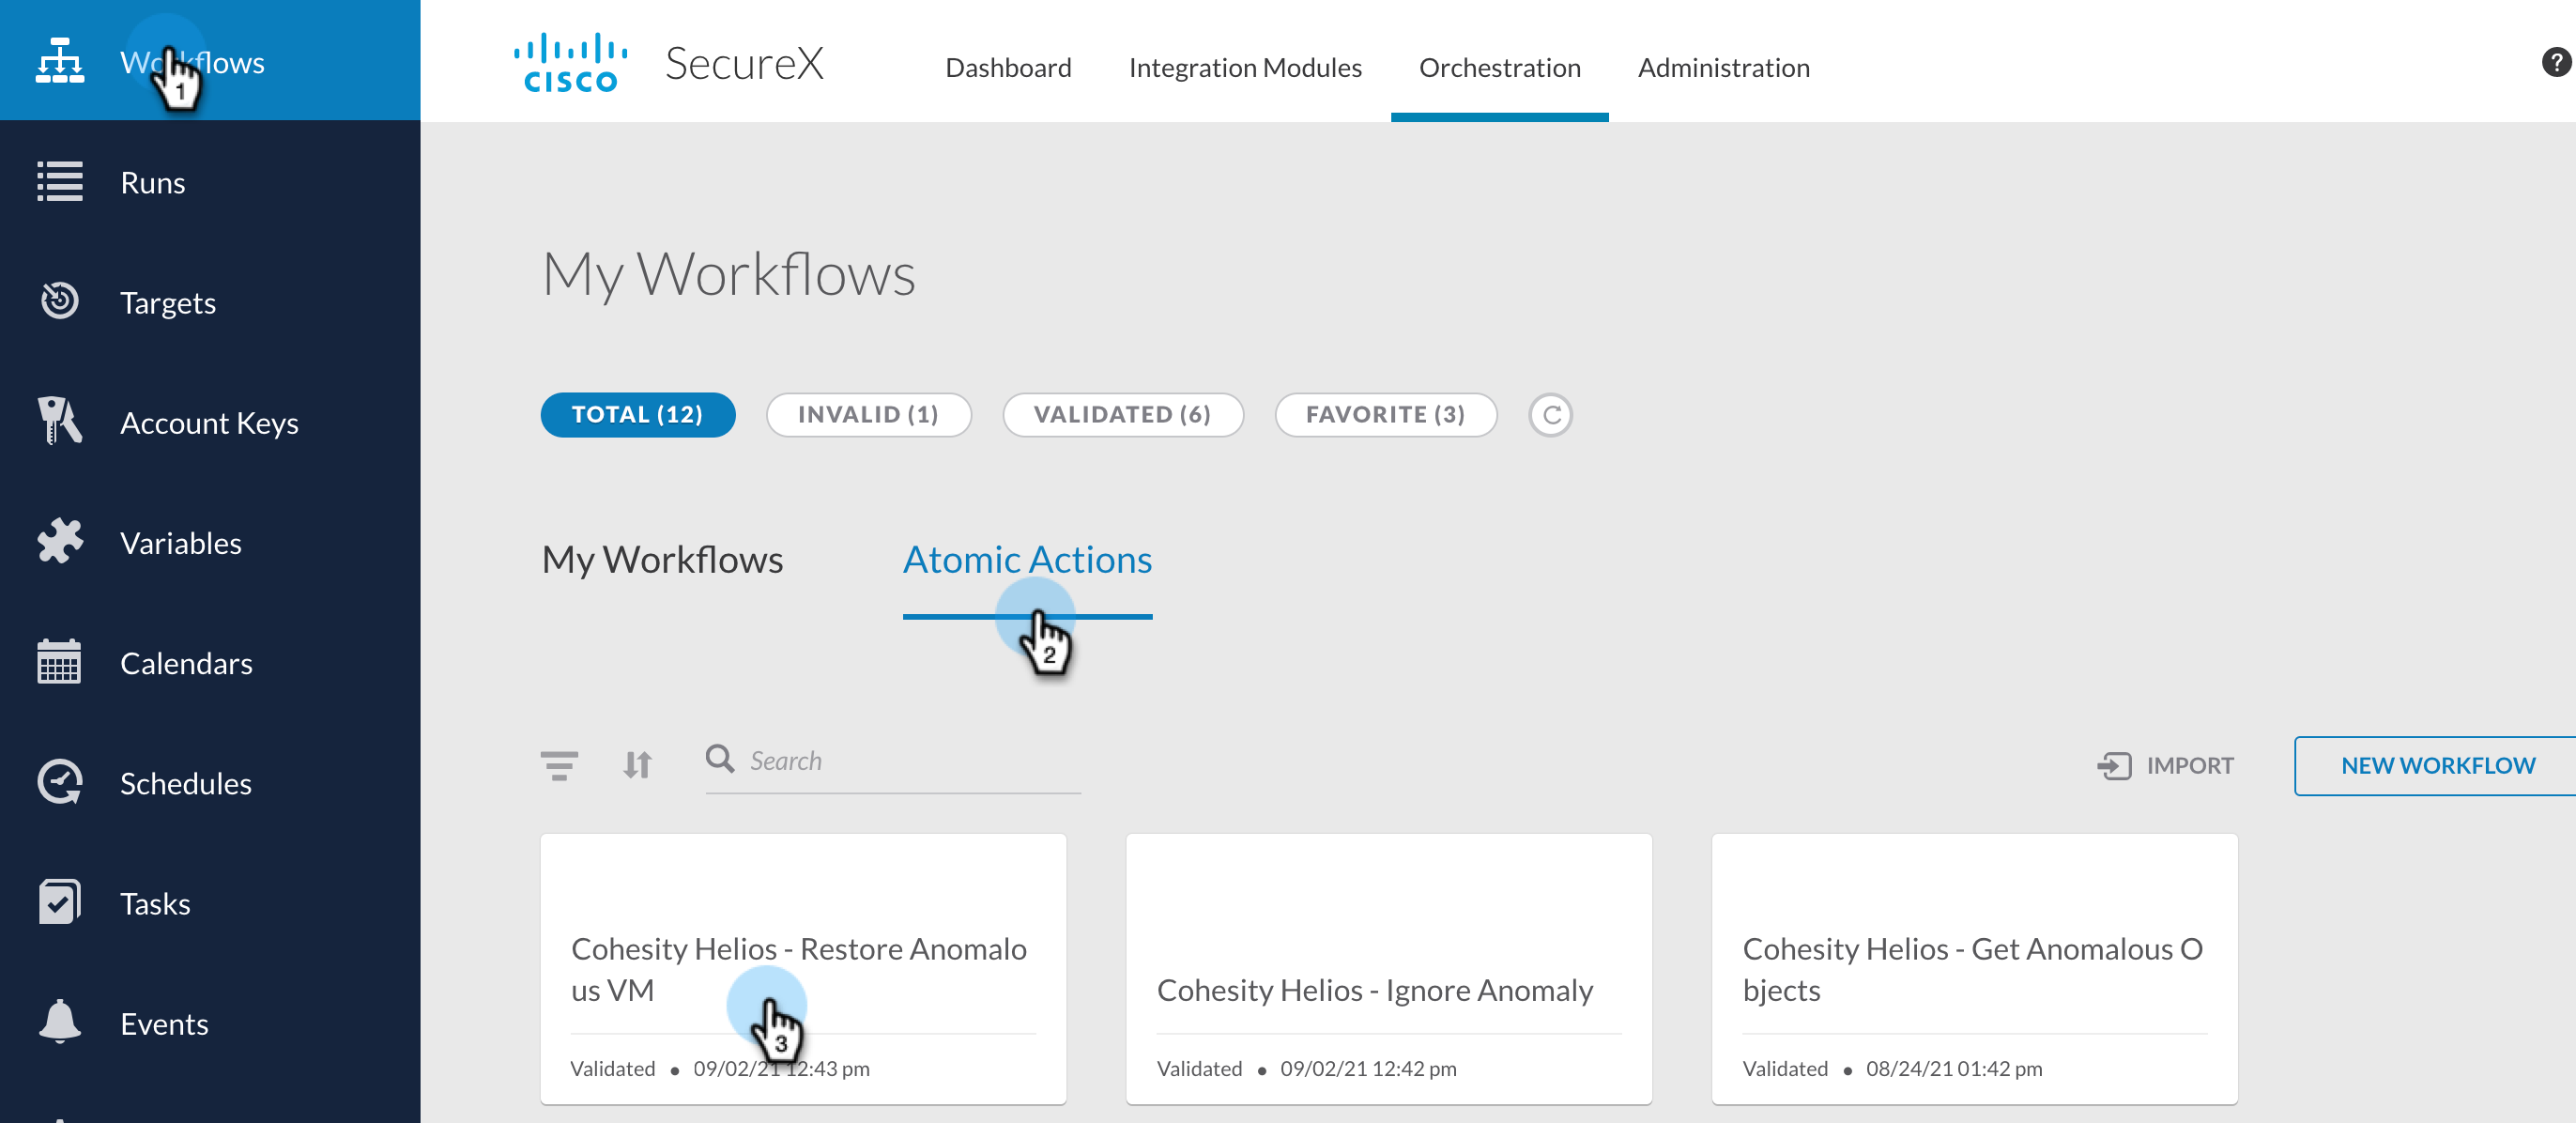 Workflows
1
Runs
Targets
Account Keys
Variables
Calendars
Schedules
Tasks
Events
CISCO
SecureX
Dashboard
Integration Modules
Orchestration
Administration
?
My Workflows
TOTAL (12)
INVALID (1)
VALIDATED (6)
FAVORITE (3)
My Workflows
Atomic Actions
2
Search
IMPORT
NEW WORKFLOW
Cohesity Helios - Restore Anomalo
us VM
3
Validated • 09/02/21 12:43 pm
Cohesity Helios - Ignore Anomaly
Validated • 09/02/21 12:42 pm
Cohesity Helios - Get Anomalous O
bjects
Validated • 08/24/21 01:42 pm